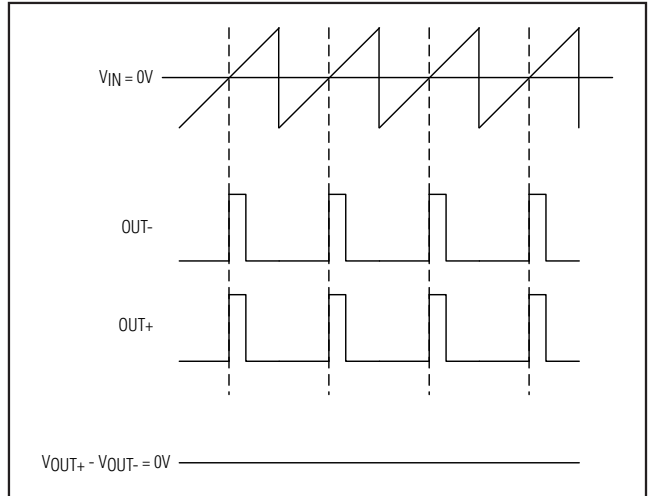 VIN = 0V
OUT-
OUT+
VOUT+ - VOUT- = 0V